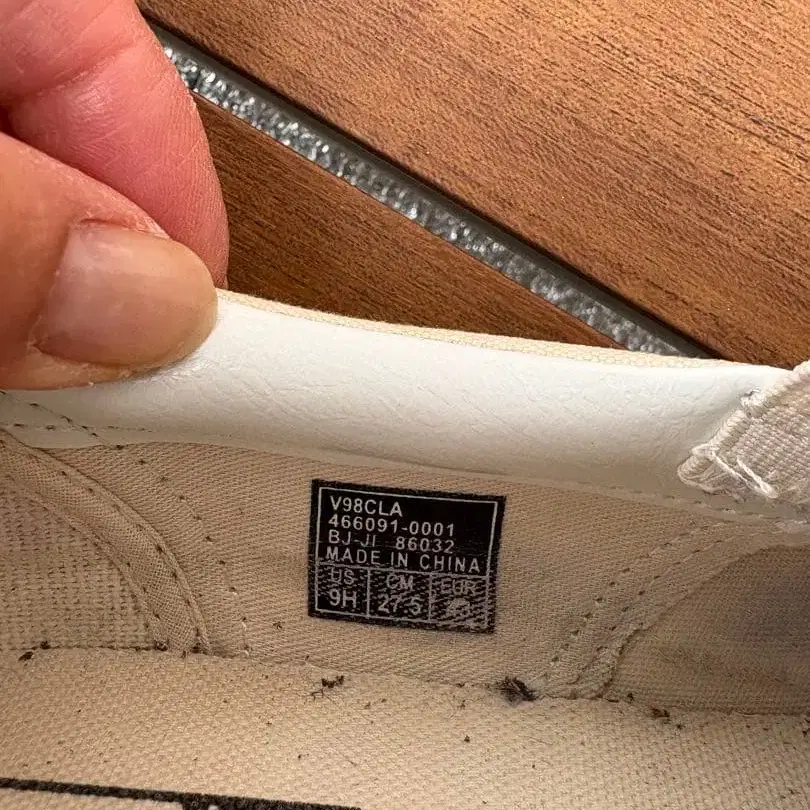 V98CLA
466091-0001
BJ-JI 86032
MADE IN CHINA
US CM EUR
9H 27.5